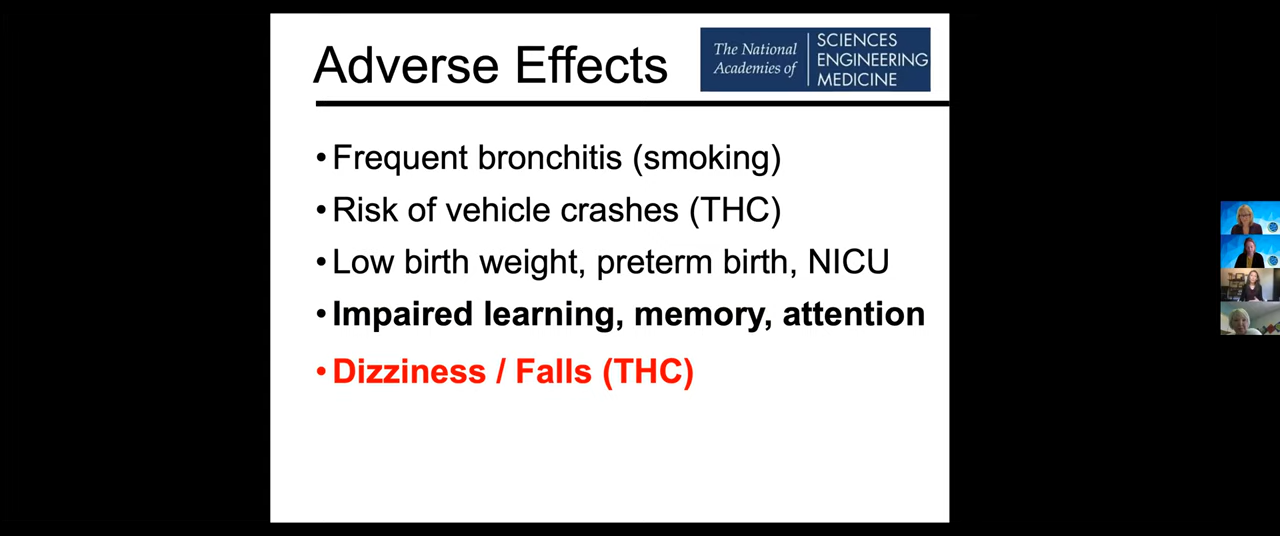 Adverse Effects
The National
Academies of
SCIENCES
ENGINEERING
MEDICINE
• Frequent bronchitis (smoking)
• Risk of vehicle crashes (THC)
• Low birth weight, preterm birth, NICU
• Impaired learning, memory, attention
• Dizziness / Falls (THC)